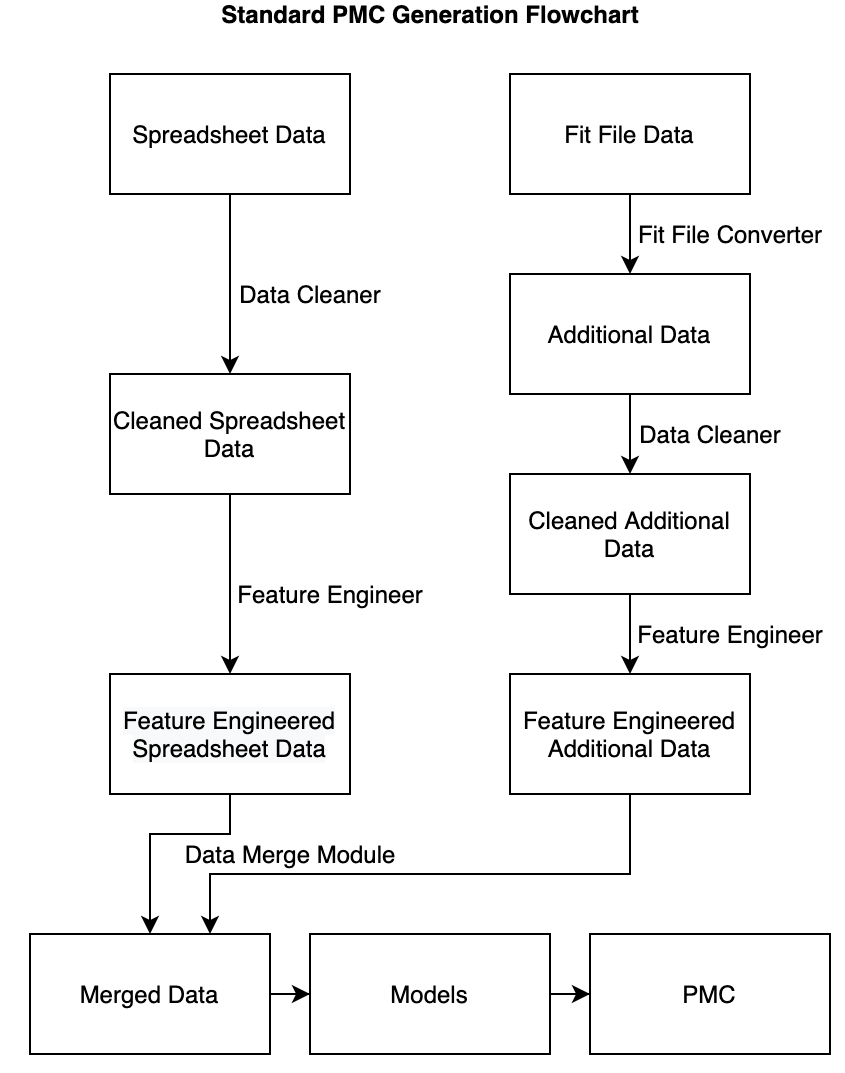 Standard PMC Generation Flowchart
Spreadsheet Data
Fit File Data
Fit File Converter
Data Cleaner
Additional Data
Cleaned Spreadsheet
Data
Data Cleaner
Cleaned Additional
Data
Feature Engineer
Feature Engineer
Feature Engineered
Spreadsheet Data
Feature Engineered
Additional Data
Data Merge Module
Merged Data
Models
PMC